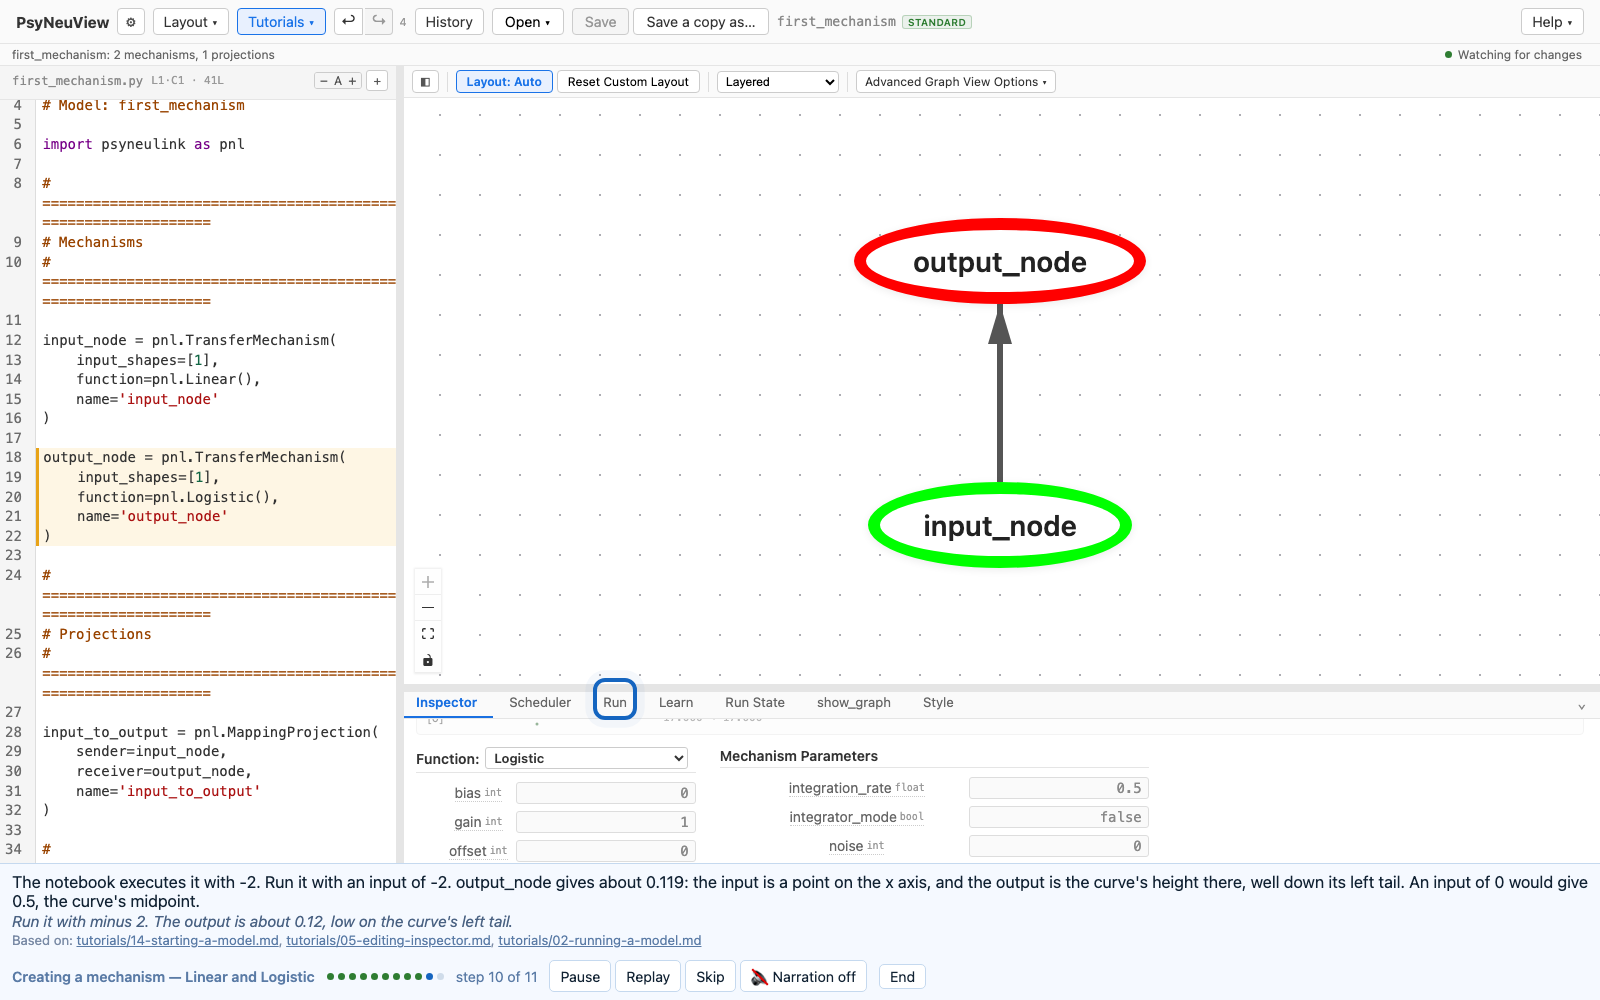 PsyNeuView ⚙ Layout ▾ Tutorials ▾ ↩ ↪ 4 History Open ▾ Save Save a copy as... first_mechanism STANDARD Help ▾
first_mechanism: 2 mechanisms, 1 projections Watching for changes
first_mechanism.py L1·C1 · 41L − A + +
Layout: Auto Reset Custom Layout Layered Advanced Graph View Options ▾
4 # Model: first_mechanism
5
6 import psyneulink as pnl
7
8 #
==========================================
====================
9 # Mechanisms
10 #
==========================================
====================
11
12 input_node = pnl.TransferMechanism(
13 input_shapes=[1],
14 function=pnl.Linear(),
15 name='input_node'
16 )
17
18 output_node = pnl.TransferMechanism(
19 input_shapes=[1],
20 function=pnl.Logistic(),
21 name='output_node'
22 )
23
24 #
==========================================
====================
25 # Projections
26 #
==========================================
====================
27
28 input_to_output = pnl.MappingProjection(
29 sender=input_node,
30 receiver=output_node,
31 name='input_to_output'
32 )
33
34 #
output_node
input_node
Inspector Scheduler Run Learn Run State show_graph Style
Function: Logistic
bias int 0
gain int 1
offset int 0
Mechanism Parameters
integration_rate float 0.5
integrator_mode bool false
noise int 0
The notebook executes it with -2. Run it with an input of -2. output_node gives about 0.119: the input is a point on the x axis, and the output is the curve's height there, well down its left tail. An input of 0 would give
0.5, the curve's midpoint.
Run it with minus 2. The output is about 0.12, low on the curve's left tail.
Based on: tutorials/14-starting-a-model.md, tutorials/05-editing-inspector.md, tutorials/02-running-a-model.md
Creating a mechanism — Linear and Logistic step 10 of 11 Pause Replay Skip Narration off End